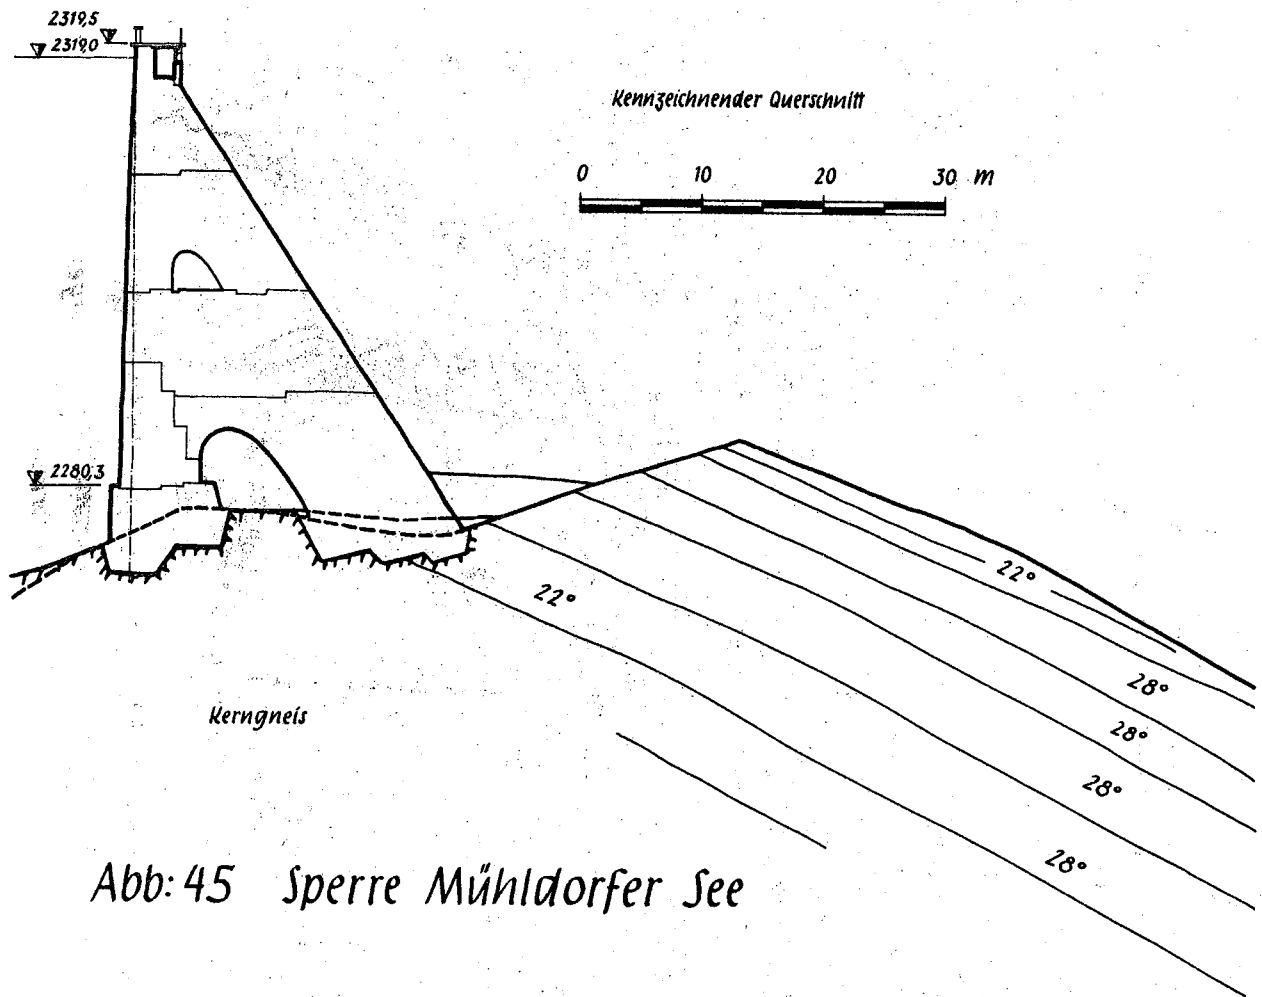 2319,5
2319,0
Kennzeichnender Querschnitt
0 10 20 30 m
2280,3
22°
22°
28°
28°
28°
28°
Kerngneis
Abb: 45 Sperre Mühldorfer See